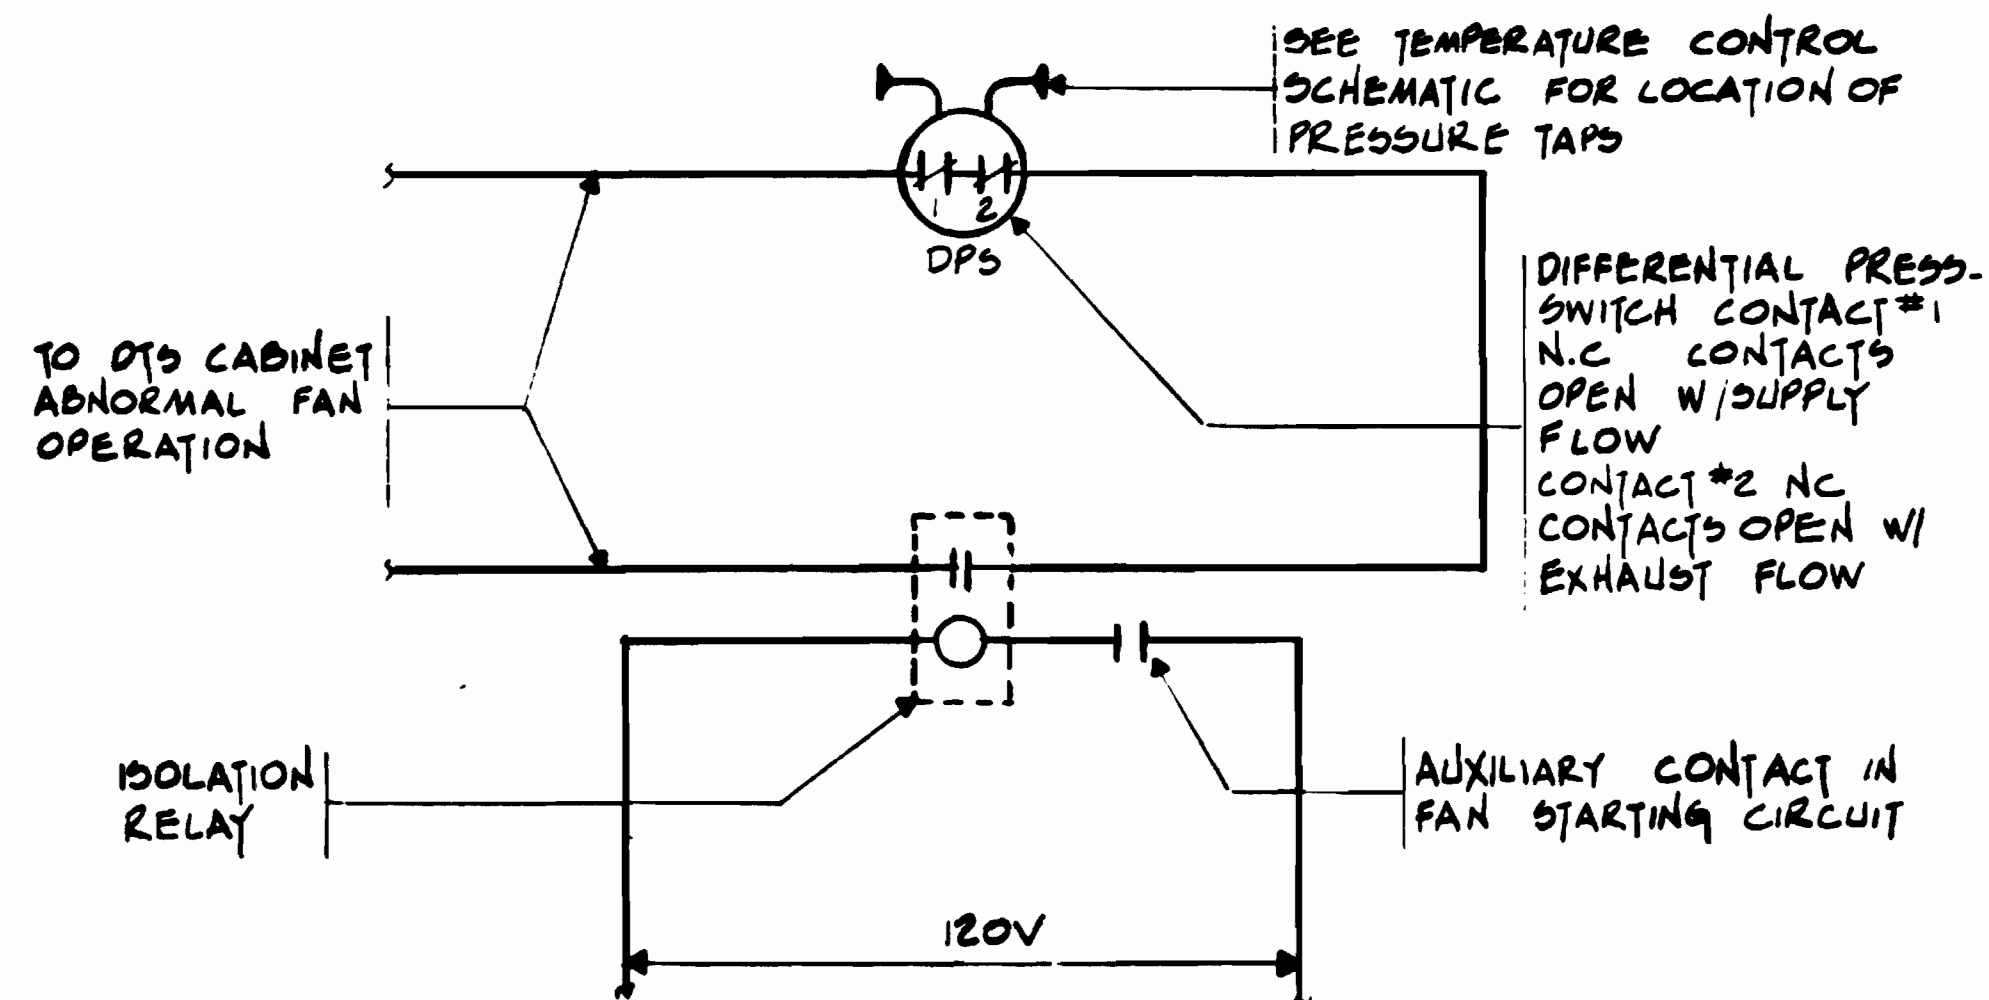 SEE TEMPERATURE CONTROL
SCHEMATIC FOR LOCATION OF
PRESSURE TAPS
1 2
DPS
DIFFERENTIAL PRESS-
SWITCH CONTACT #1
N.C CONTACTS
OPEN W/SUPPLY
FLOW
CONTACT #2 NC
CONTACTS OPEN W/
EXHAUST FLOW
TO DTS CABINET
ABNORMAL FAN
OPERATION
ISOLATION
RELAY
AUXILIARY CONTACT IN
FAN STARTING CIRCUIT
120V